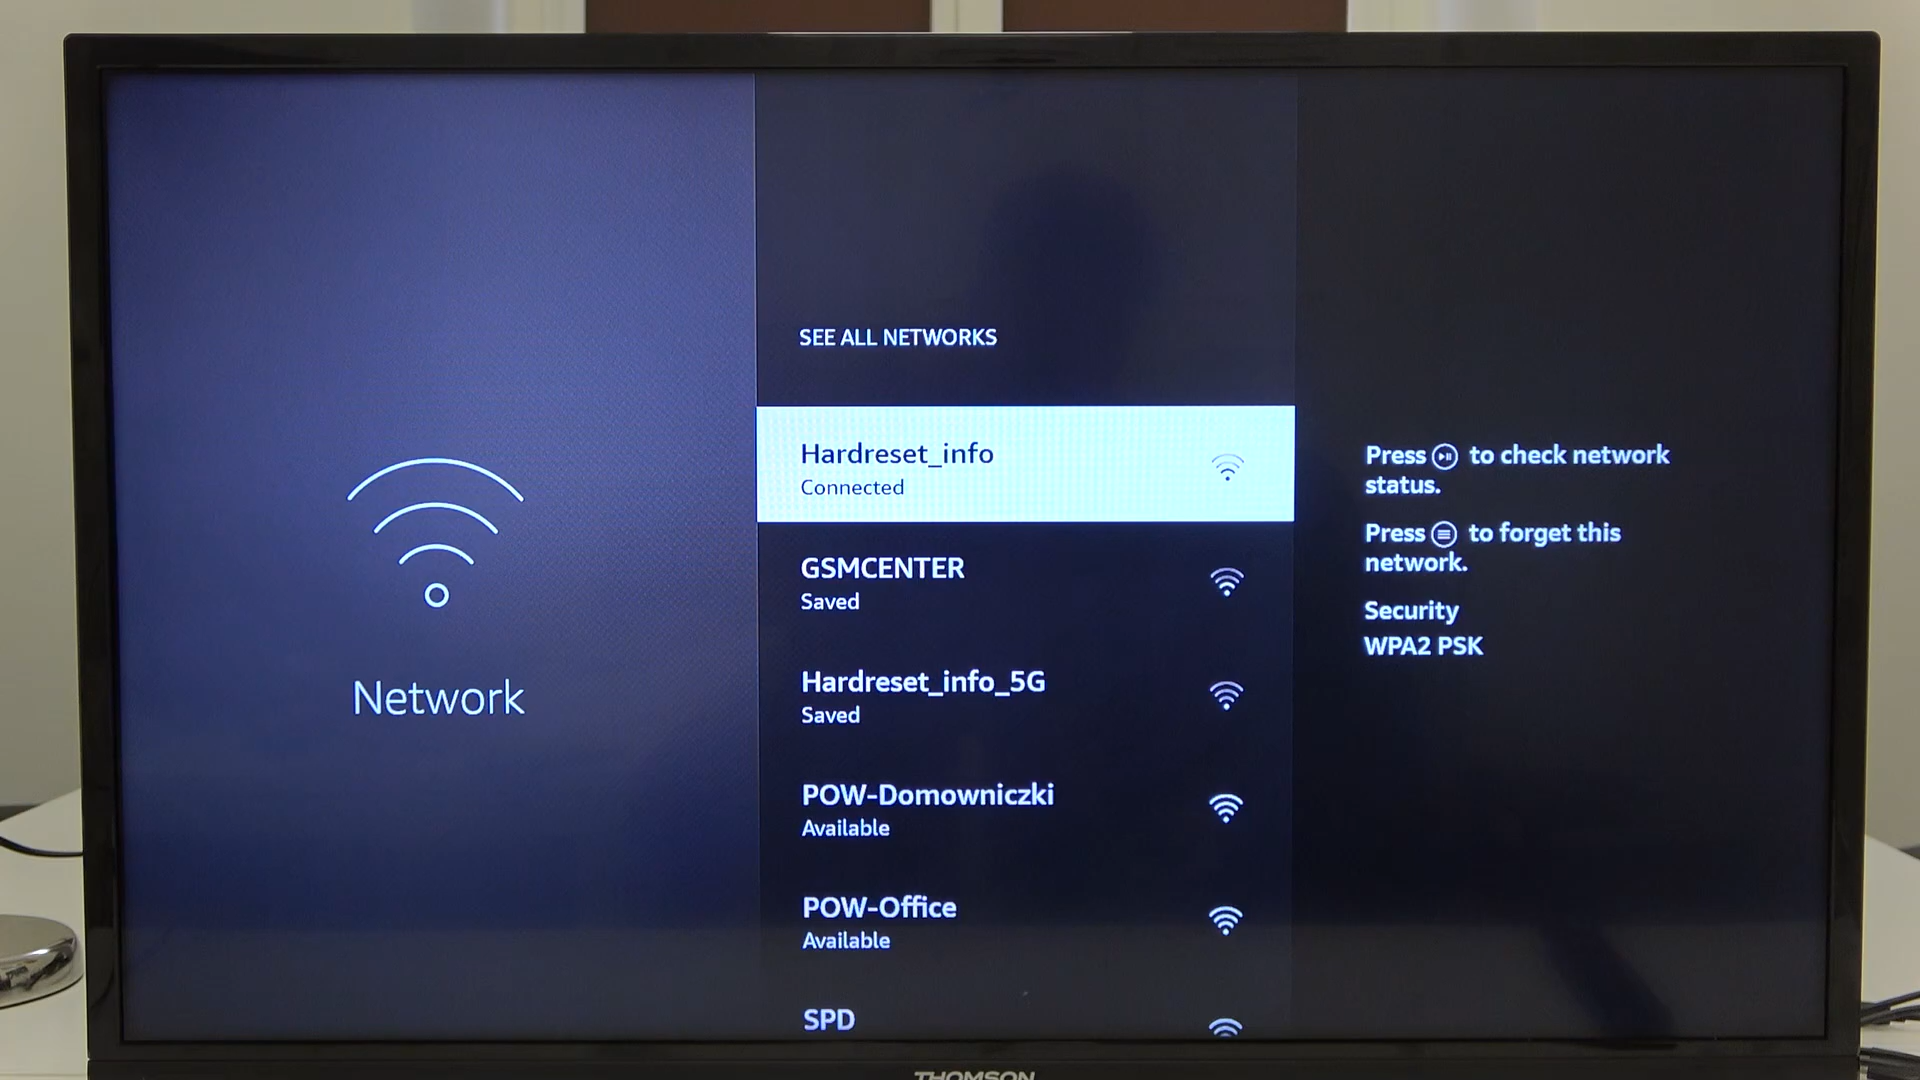 Network
SEE ALL NETWORKS
Hardreset_info
Connected
GSMCENTER
Saved
Hardreset_info_5G
Saved
POW-Domowniczki
Available
POW-Office
Available
SPD
Press to check network
status.
Press to forget this
network.
Security
WPA2 PSK
THOMSON